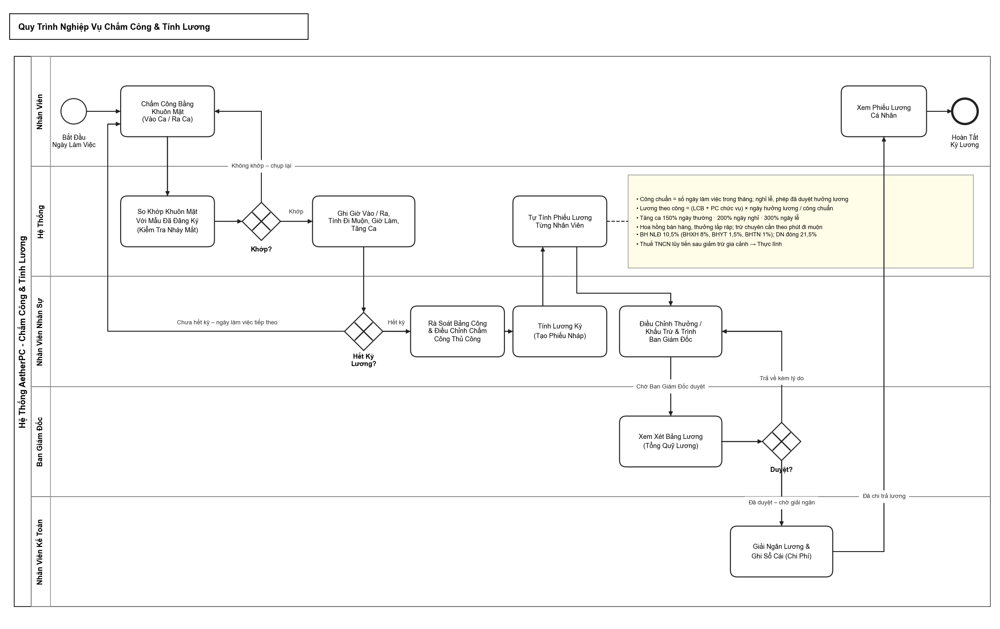 Quy Trình Nghiệp Vụ Chấm Công & Tính Lương
Hệ Thống AetherPC - Chấm Công & Tính Lương
Nhân Viên
Bắt Đầu
Ngày Làm Việc
Chấm Công Bằng
Khuôn Mặt
(Vào Ca / Ra Ca)
Xem Phiếu Lương
Cá Nhân
Hoàn Tất
Kỳ Lương
Không khớp – chụp lại
Hệ Thống
So Khớp Khuôn Mặt
Với Mẫu Đã Đăng Ký
(Kiểm Tra Nháy Mắt)
Khớp?
Khớp
Ghi Giờ Vào / Ra,
Tính Đi Muộn, Giờ Làm,
Tăng Ca
Tự Tính Phiếu Lương
Từng Nhân Viên
• Công chuẩn = số ngày làm việc trong tháng; nghỉ lễ, phép đã duyệt hưởng lương
• Lương theo công = (LCB + PC chức vụ) × ngày hưởng lương / công chuẩn
• Tăng ca 150% ngày thường · 200% ngày nghỉ · 300% ngày lễ
• Hoa hồng bán hàng, thưởng lắp ráp; trừ chuyên cần theo phút đi muộn
• BH NLĐ 10,5% (BHXH 8%, BHYT 1,5%, BHTN 1%); DN đóng 21,5%
• Thuế TNCN lũy tiến sau giảm trừ gia cảnh → Thực lĩnh
Nhân Viên Nhân Sự
Chưa hết kỳ – ngày làm việc tiếp theo
Hết Kỳ
Lương?
Hết kỳ
Rà Soát Bảng Công
& Điều Chỉnh Chấm
Công Thủ Công
Tính Lương Kỳ
(Tạo Phiếu Nháp)
Điều Chỉnh Thưởng /
Khấu Trừ & Trình
Ban Giám Đốc
Trả về kèm lý do
Chờ Ban Giám Đốc duyệt
Ban Giám Đốc
Xem Xét Bảng Lương
(Tổng Quỹ Lương)
Duyệt?
Đã chi trả lương
Đã duyệt – chờ giải ngân
Nhân Viên Kế Toán
Giải Ngân Lương &
Ghi Sổ Cái (Chi Phí)